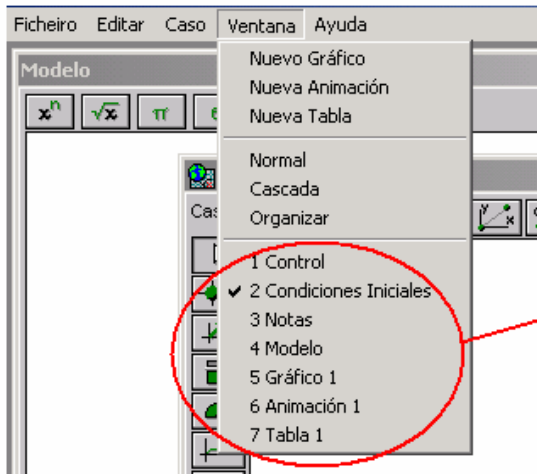 Ficheiro Editar Caso Ventana Ayuda
Modelo
xⁿ √x π
Nuevo Gráfico
Nueva Animación
Nueva Tabla
Normal
Cascada
Organizar
1 Control
✔ 2 Condiciones Iniciales
3 Notas
4 Modelo
5 Gráfico 1
6 Animación 1
7 Tabla 1
y x